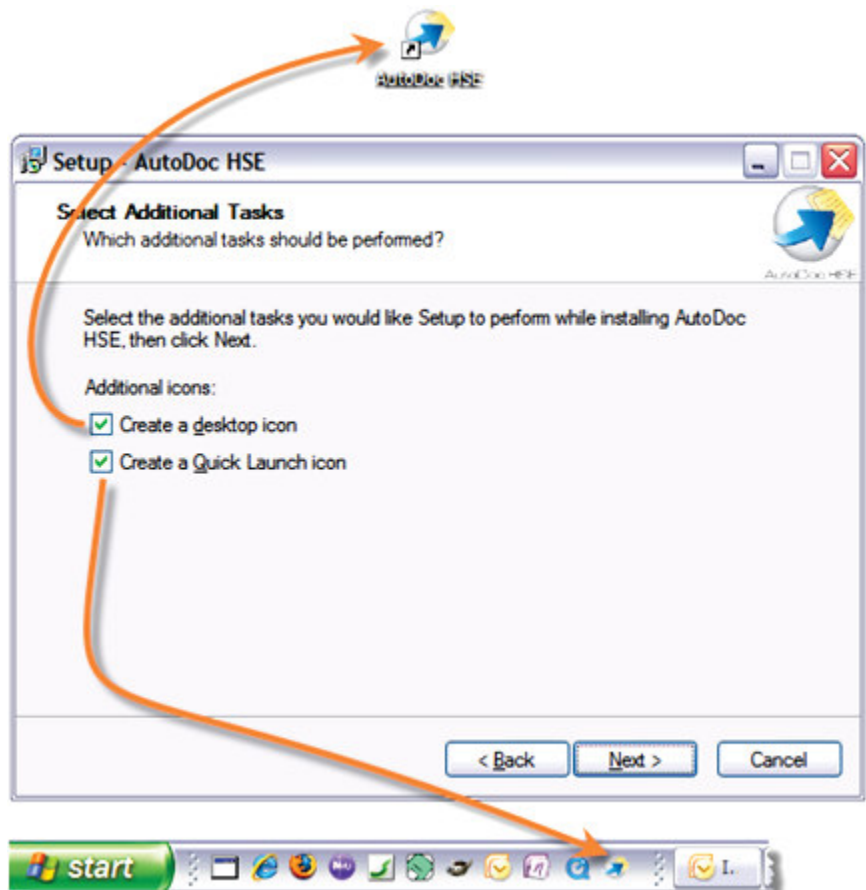 AutoDoc HSE
Setup - AutoDoc HSE
Select Additional Tasks
Which addtional tasks should be performed?
AutoDoc HSE
Select the additional tasks you would like Setup to perform while installing AutoDoc
HSE, then click Next.
Additional icons:
Create a desktop icon
Create a Quick Launch icon
< Back Next > Cancel
start I.